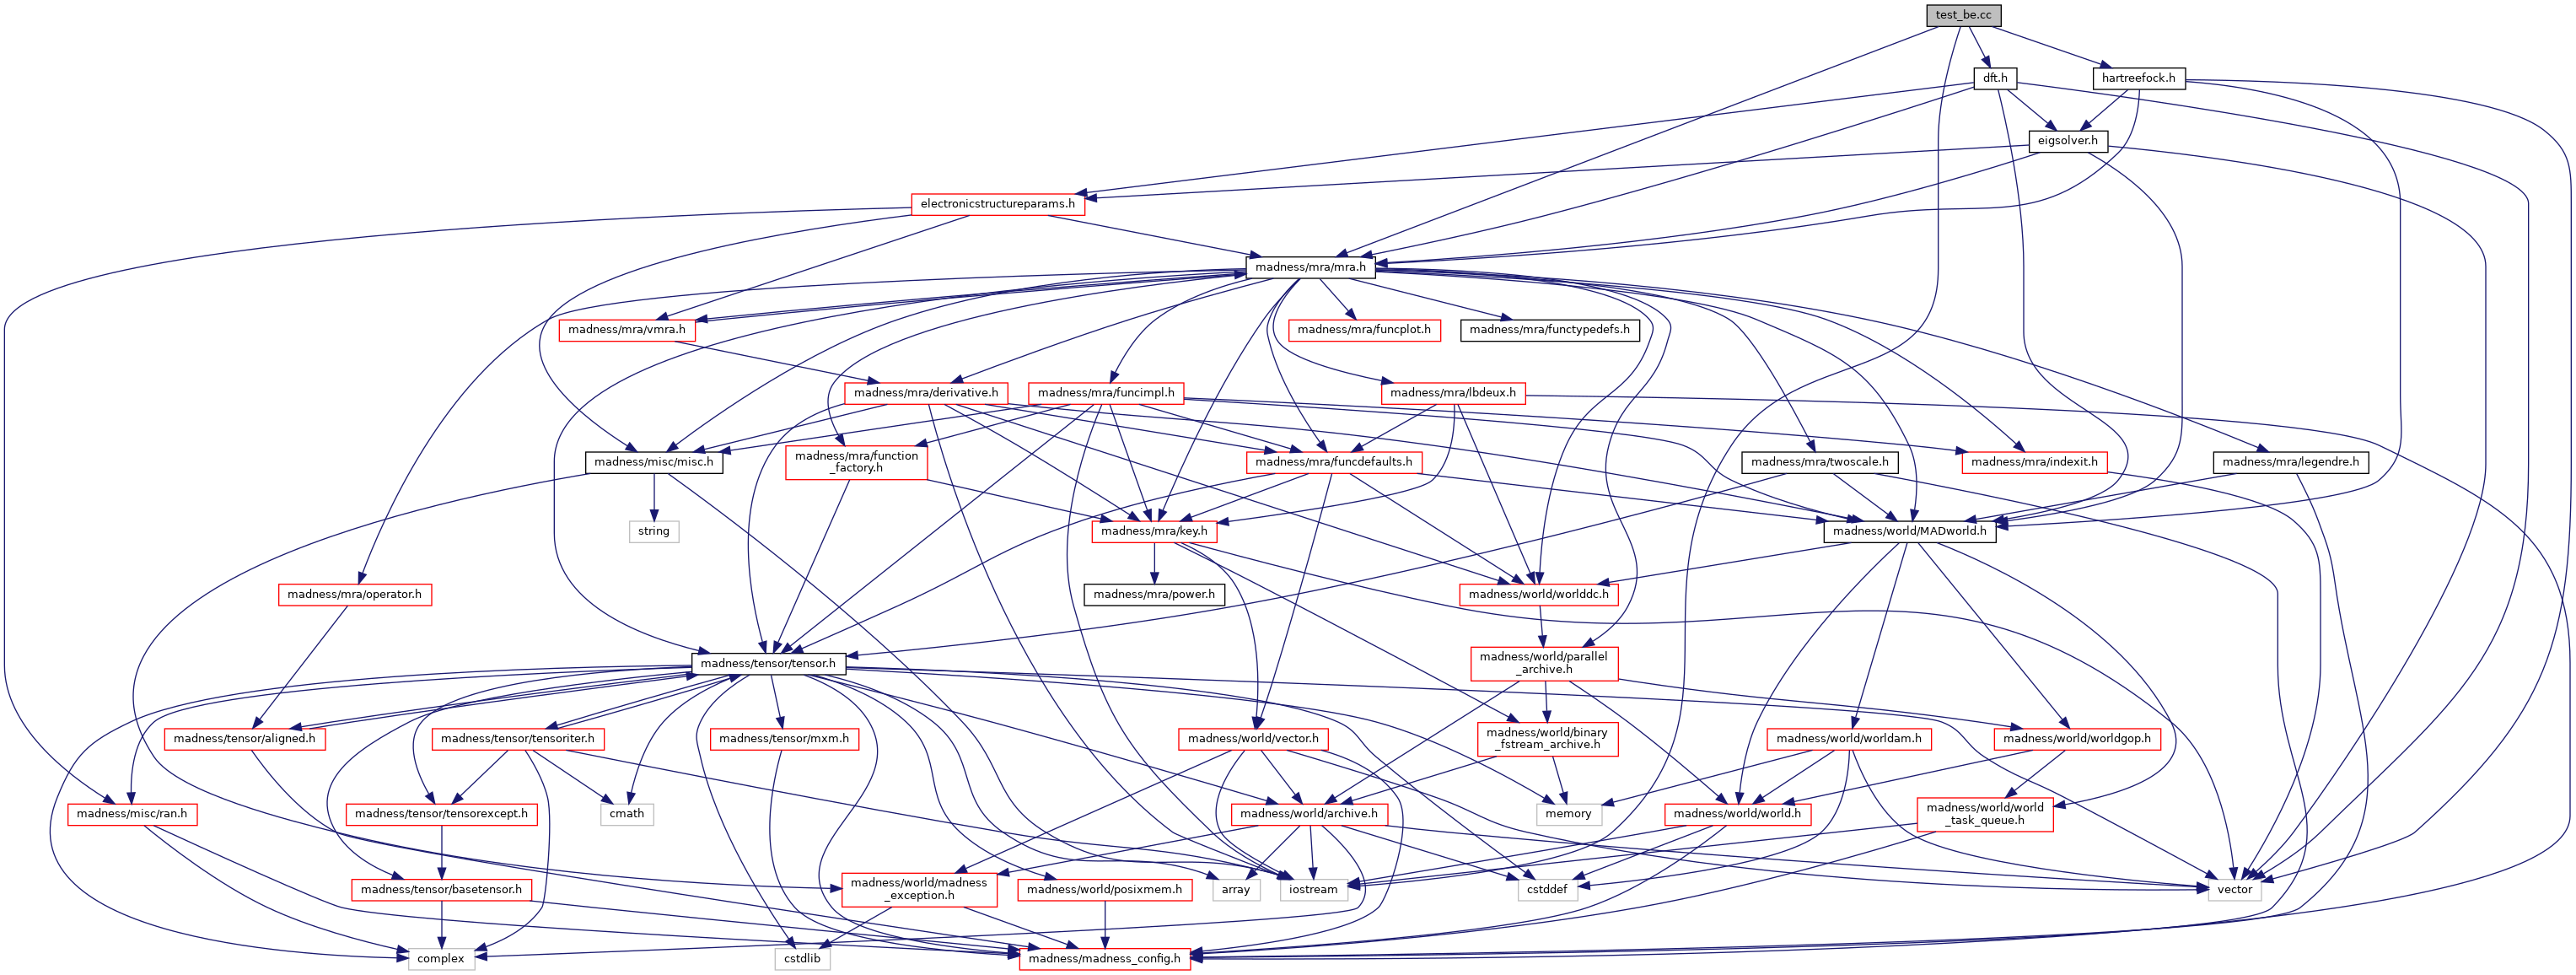 test_be.cc
dft.h
hartreefock.h
eigsolver.h
electronicstructureparams.h
madness/mra/mra.h
madness/mra/vmra.h
madness/mra/funcplot.h
madness/mra/functypedefs.h
madness/mra/derivative.h
madness/mra/funcimpl.h
madness/mra/lbdeux.h
madness/misc/misc.h
madness/mra/function
_factory.h
madness/mra/funcdefaults.h
madness/mra/twoscale.h
madness/mra/indexit.h
madness/mra/legendre.h
string
madness/mra/key.h
madness/world/MADworld.h
madness/mra/operator.h
madness/mra/power.h
madness/world/worlddc.h
madness/tensor/tensor.h
madness/world/parallel
_archive.h
madness/tensor/aligned.h
madness/tensor/tensoriter.h
madness/tensor/mxm.h
madness/world/vector.h
madness/world/binary
_fstream_archive.h
madness/world/worldam.h
madness/world/worldgop.h
madness/misc/ran.h
madness/tensor/tensorexcept.h
cmath
madness/world/archive.h
memory
madness/world/world.h
madness/world/world
_task_queue.h
madness/tensor/basetensor.h
madness/world/madness
_exception.h
madness/world/posixmem.h
array
iostream
cstddef
vector
complex
cstdlib
madness/madness_config.h